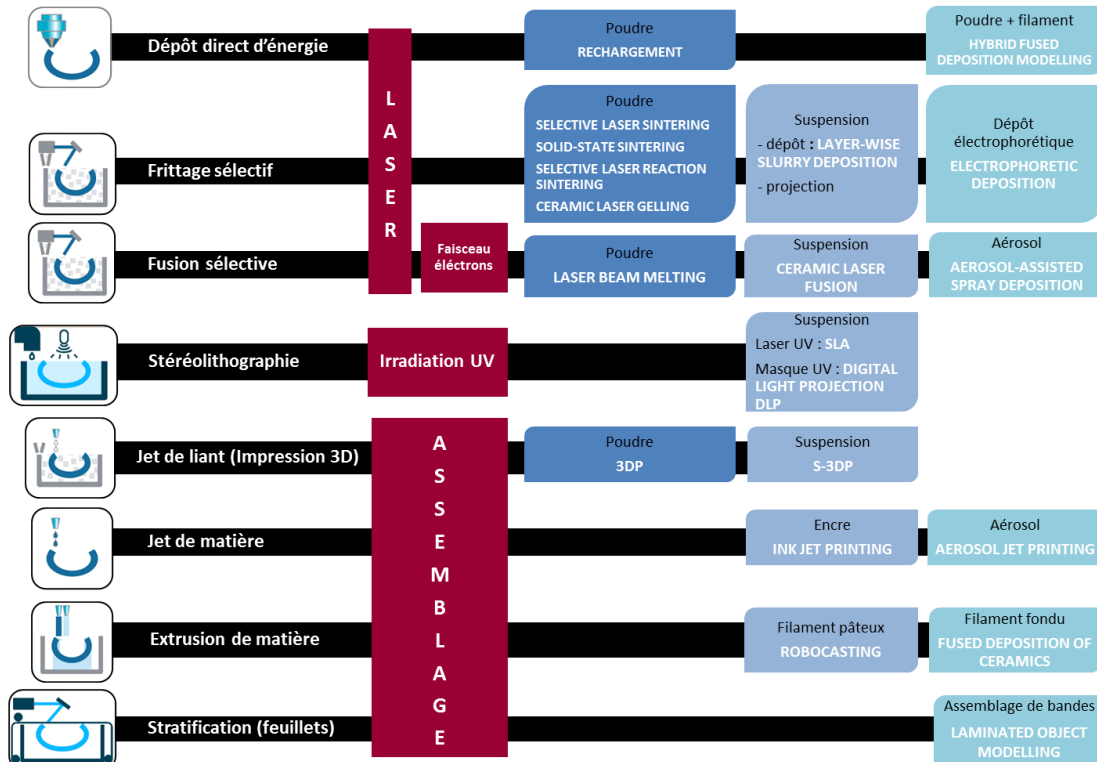 Dépôt direct d'énergie
L
A
S
E
R
Poudre
RECHARGEMENT
Poudre + filament
HYBRID FUSED
DEPOSITION MODELLING
Frittage sélectif
Poudre
SELECTIVE LASER SINTERING
SOLID-STATE SINTERING
SELECTIVE LASER REACTION
SINTERING
CERAMIC LASER GELLING
Suspension
- dépôt : LAYER-WISE
SLURRY DEPOSITION
- projection
Dépôt
électrophorétique
ELECTROPHORETIC
DEPOSITION
Fusion sélective
Faisceau
éléctrons
Poudre
LASER BEAM MELTING
Suspension
CERAMIC LASER
FUSION
Aérosol
AEROSOL-ASSISTED
SPRAY DEPOSITION
Stéréolithographie
Irradiation UV
Suspension
Laser UV : SLA
Masque UV : DIGITAL
LIGHT PROJECTION
DLP
Jet de liant (Impression 3D)
A
S
S
E
M
B
L
A
G
E
Poudre
3DP
Suspension
S-3DP
Jet de matière
Encre
INK JET PRINTING
Aérosol
AEROSOL JET PRINTING
Extrusion de matière
Filament pâteux
ROBOCASTING
Filament fondu
FUSED DEPOSITION OF
CERAMICS
Stratification (feuillets)
Assemblage de bandes
LAMINATED OBJECT
MODELLING